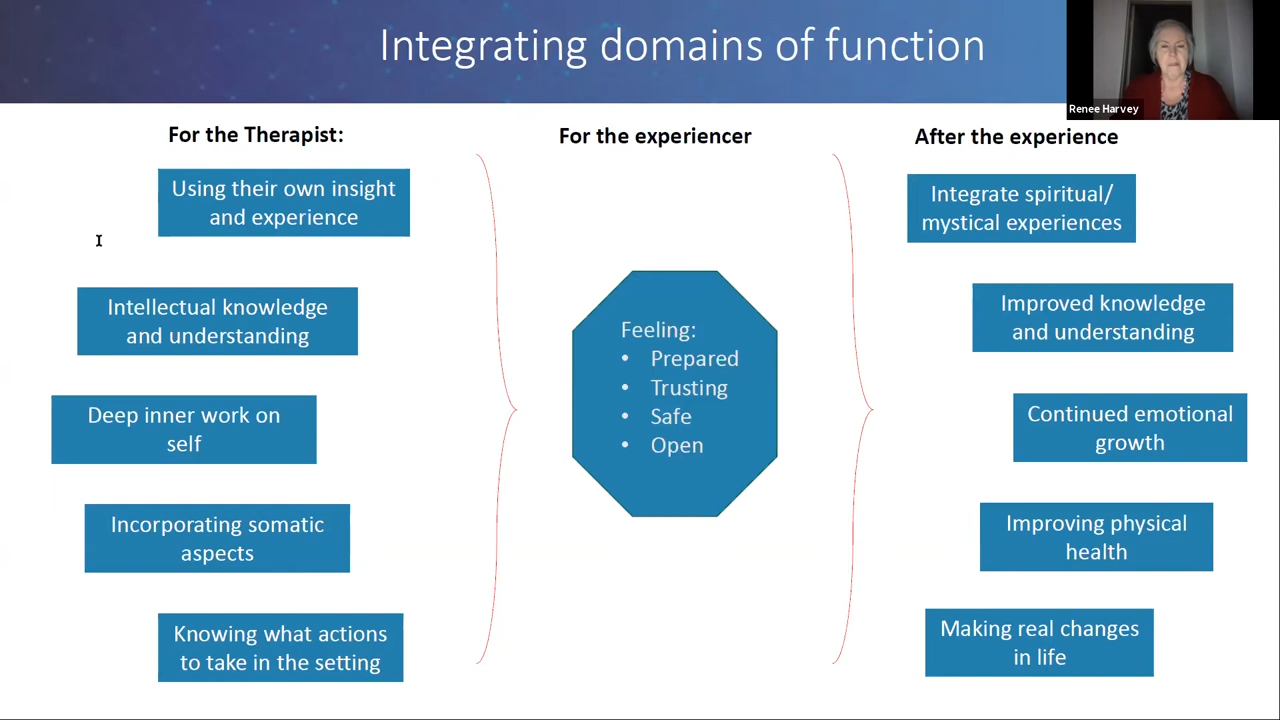 Integrating domains of function
Renee Harvey
For the Therapist:
Using their own insight
and experience
Intellectual knowledge
and understanding
Deep inner work on
self
Incorporating somatic
aspects
Knowing what actions
to take in the setting
For the experiencer
Feeling:
• Prepared
• Trusting
• Safe
• Open
After the experience
Integrate spiritual/
mystical experiences
Improved knowledge
and understanding
Continued emotional
growth
Improving physical
health
Making real changes
in life